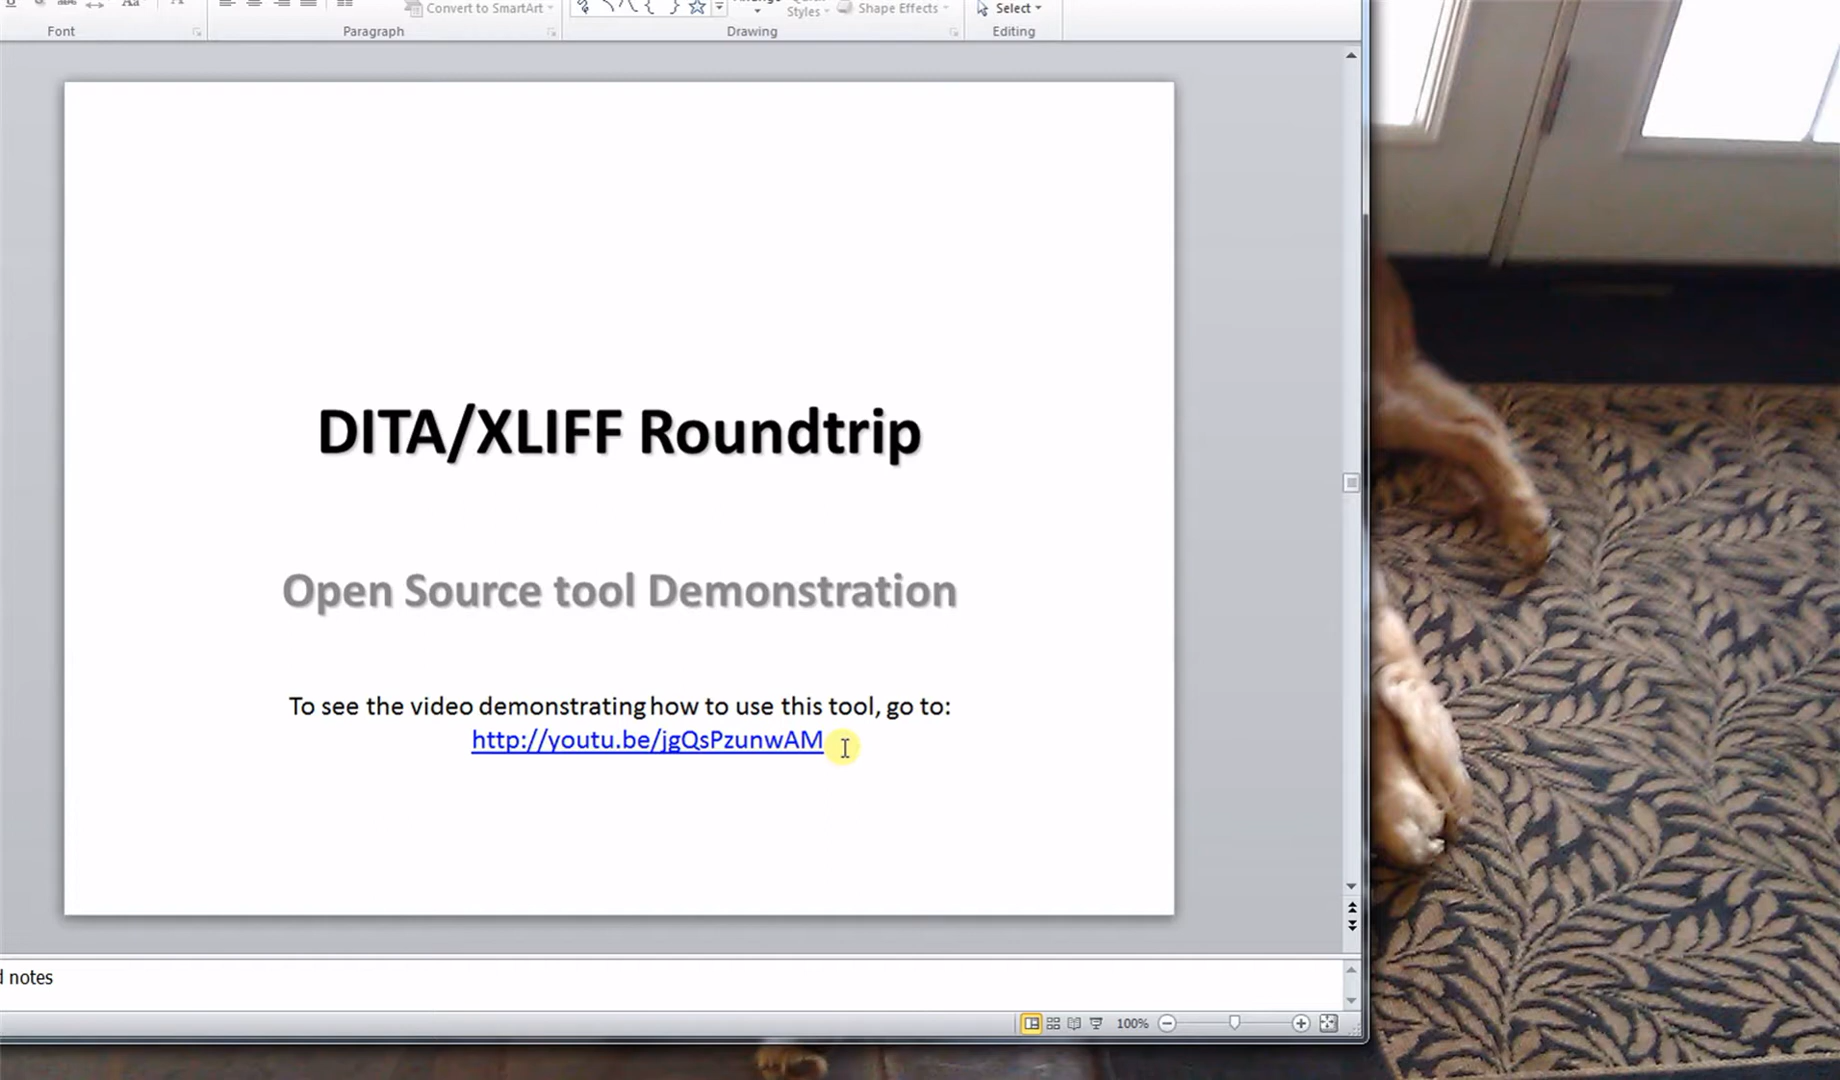 Convert to SmartArt
Styles
Shape Effects
Select
Font
Paragraph
Drawing
Editing
DITA/XLIFF Roundtrip
Open Source tool Demonstration
To see the video demonstrating how to use this tool, go to:
http://youtu.be/jgQsPzunwAM
notes
100%